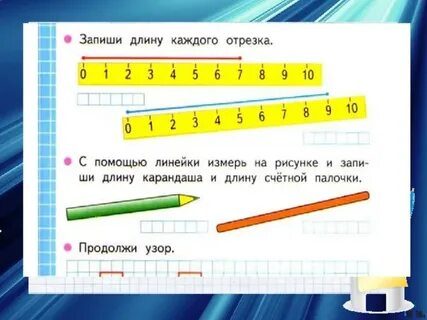 Запиши длину каждого отрезка.
0 1 2 3 4 5 6 7 8 9 10
0 1 2 3 4 5 6 7 8 9 10
С помощью линейки измерь на рисунке и запи-
ши длину карандаша и длину счётной палочки.
Продолжи узор.